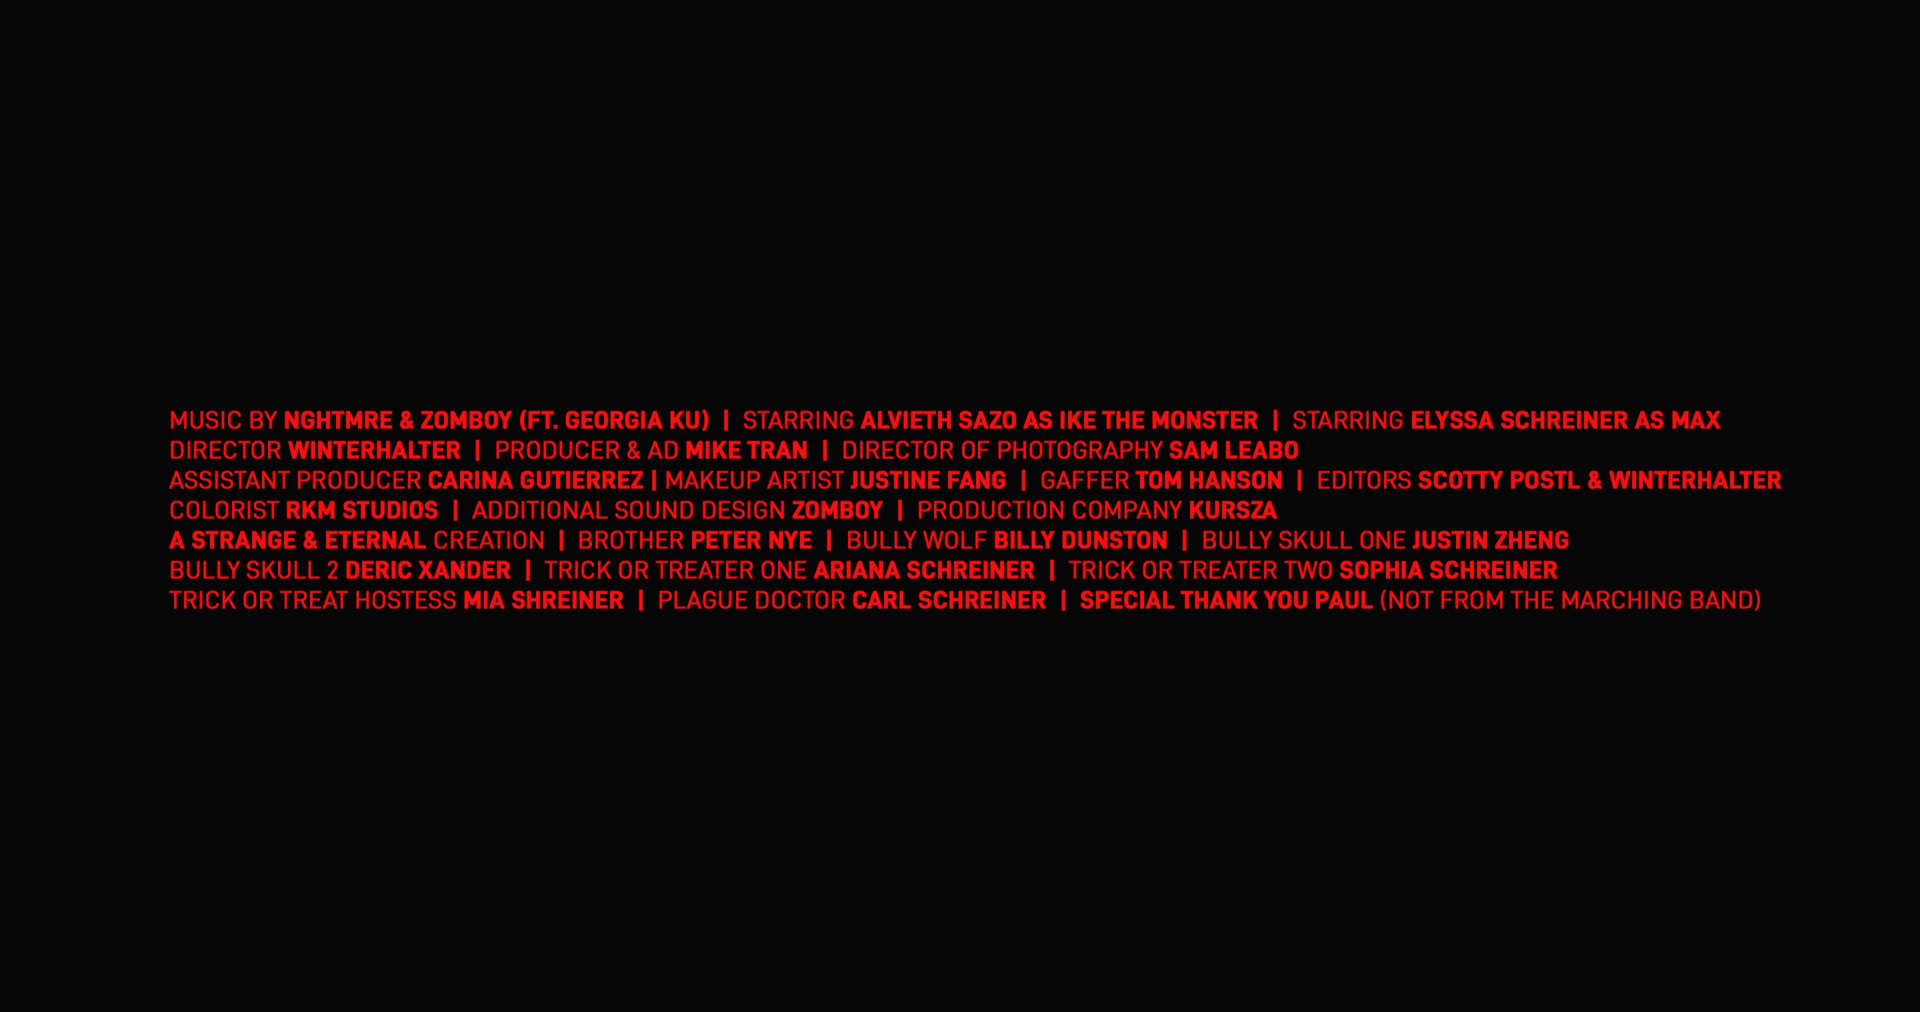 MUSIC BY NGHTMRE & ZOMBOY (FT. GEORGIA KU) | STARRING ALVIETH SAZO AS IKE THE MONSTER | STARRING ELYSSA SCHREINER AS MAX
DIRECTOR WINTERHALTER | PRODUCER & AD MIKE TRAN | DIRECTOR OF PHOTOGRAPHY SAM LEABO
ASSISTANT PRODUCER CARINA GUTIERREZ | MAKEUP ARTIST JUSTINE FANG | GAFFER TOM HANSON | EDITORS SCOTTY POSTL & WINTERHALTER
COLORIST RKM STUDIOS | ADDITIONAL SOUND DESIGN ZOMBOY | PRODUCTION COMPANY KURSZA
A STRANGE & ETERNAL CREATION | BROTHER PETER NYE | BULLY WOLF BILLY DUNSTON | BULLY SKULL ONE JUSTIN ZHENG
BULLY SKULL 2 DERIC XANDER | TRICK OR TREATER ONE ARIANA SCHREINER | TRICK OR TREATER TWO SOPHIA SCHREINER
TRICK OR TREAT HOSTESS MIA SHREINER | PLAGUE DOCTOR CARL SCHREINER | SPECIAL THANK YOU PAUL (NOT FROM THE MARCHING BAND)